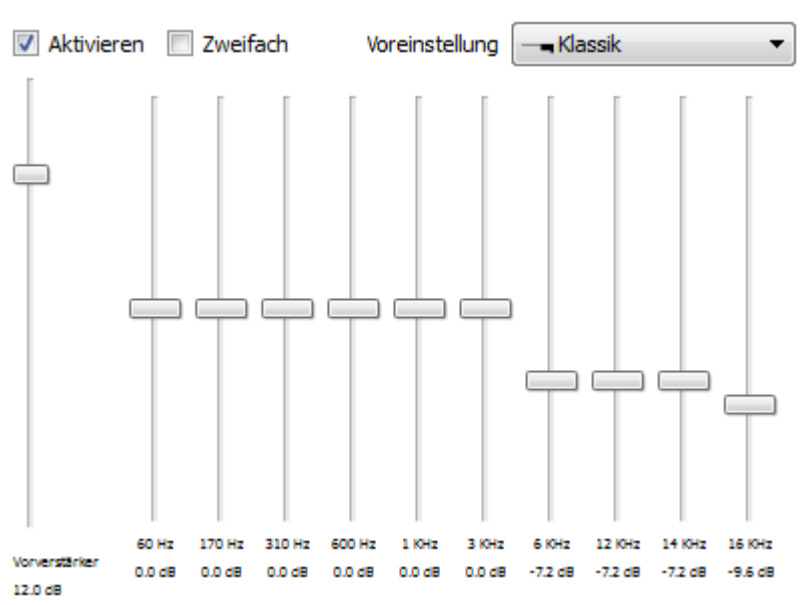 Aktivieren Zweifach Voreinstellung Klassik
60 Hz 170 Hz 310 Hz 600 Hz 1 KHz 3 KHz 6 KHz 12 KHz 14 KHz 16 KHz
Vorverstärker 0.0 dB 0.0 dB 0.0 dB 0.0 dB 0.0 dB 0.0 dB -7.2 dB -7.2 dB -7.2 dB -9.6 dB
12.0 dB